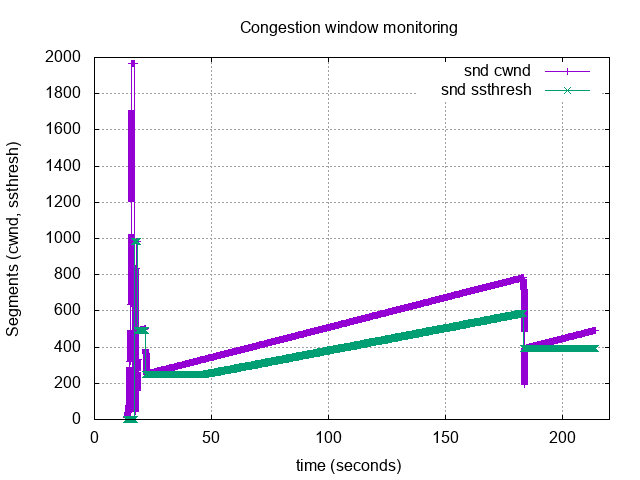 Congestion window monitoring
snd cwnd
snd ssthresh
Segments (cwnd, ssthresh)
2000
1800
1600
1400
1200
1000
800
600
400
200
0
0 50 100 150 200
time (seconds)